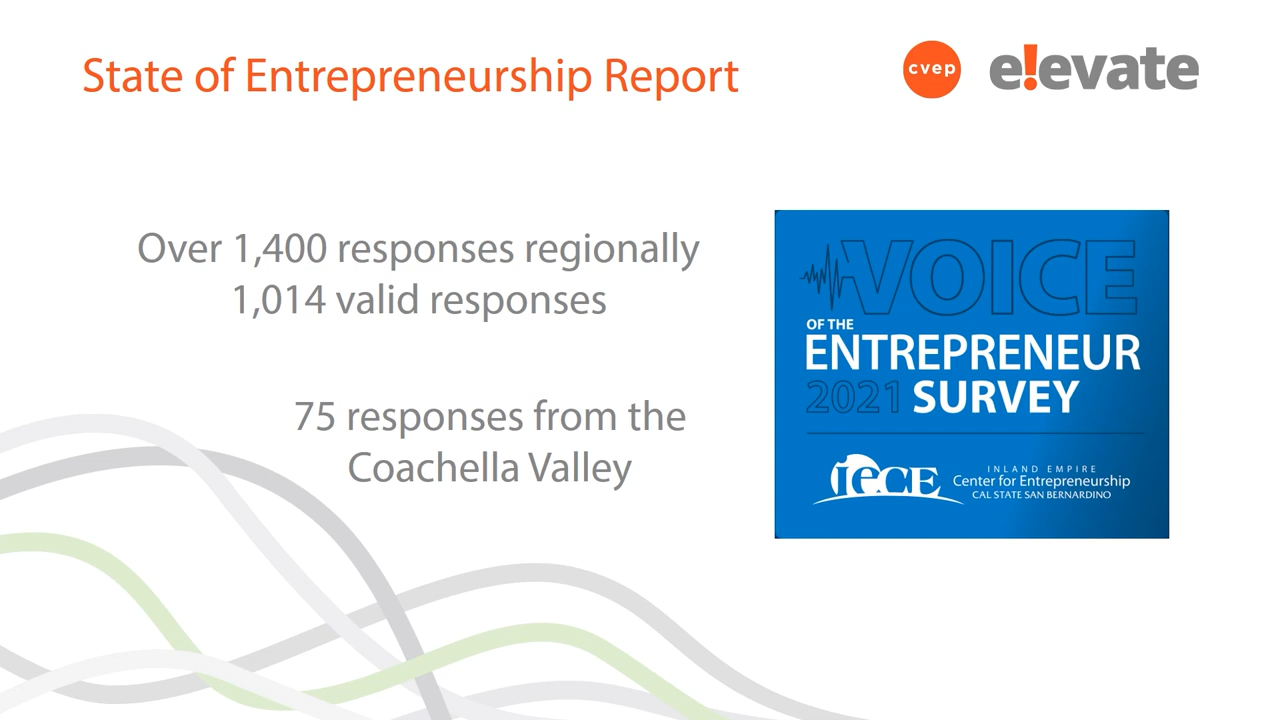 State of Entrepreneurship Report
cvep
e!evate
Over 1,400 responses regionally
1,014 valid responses
75 responses from the
Coachella Valley
VOICE
OF THE
ENTREPRENEUR
2021 SURVEY
iece
INLAND EMPIRE
Center for Entrepreneurship
CAL STATE SAN BERNARDINO